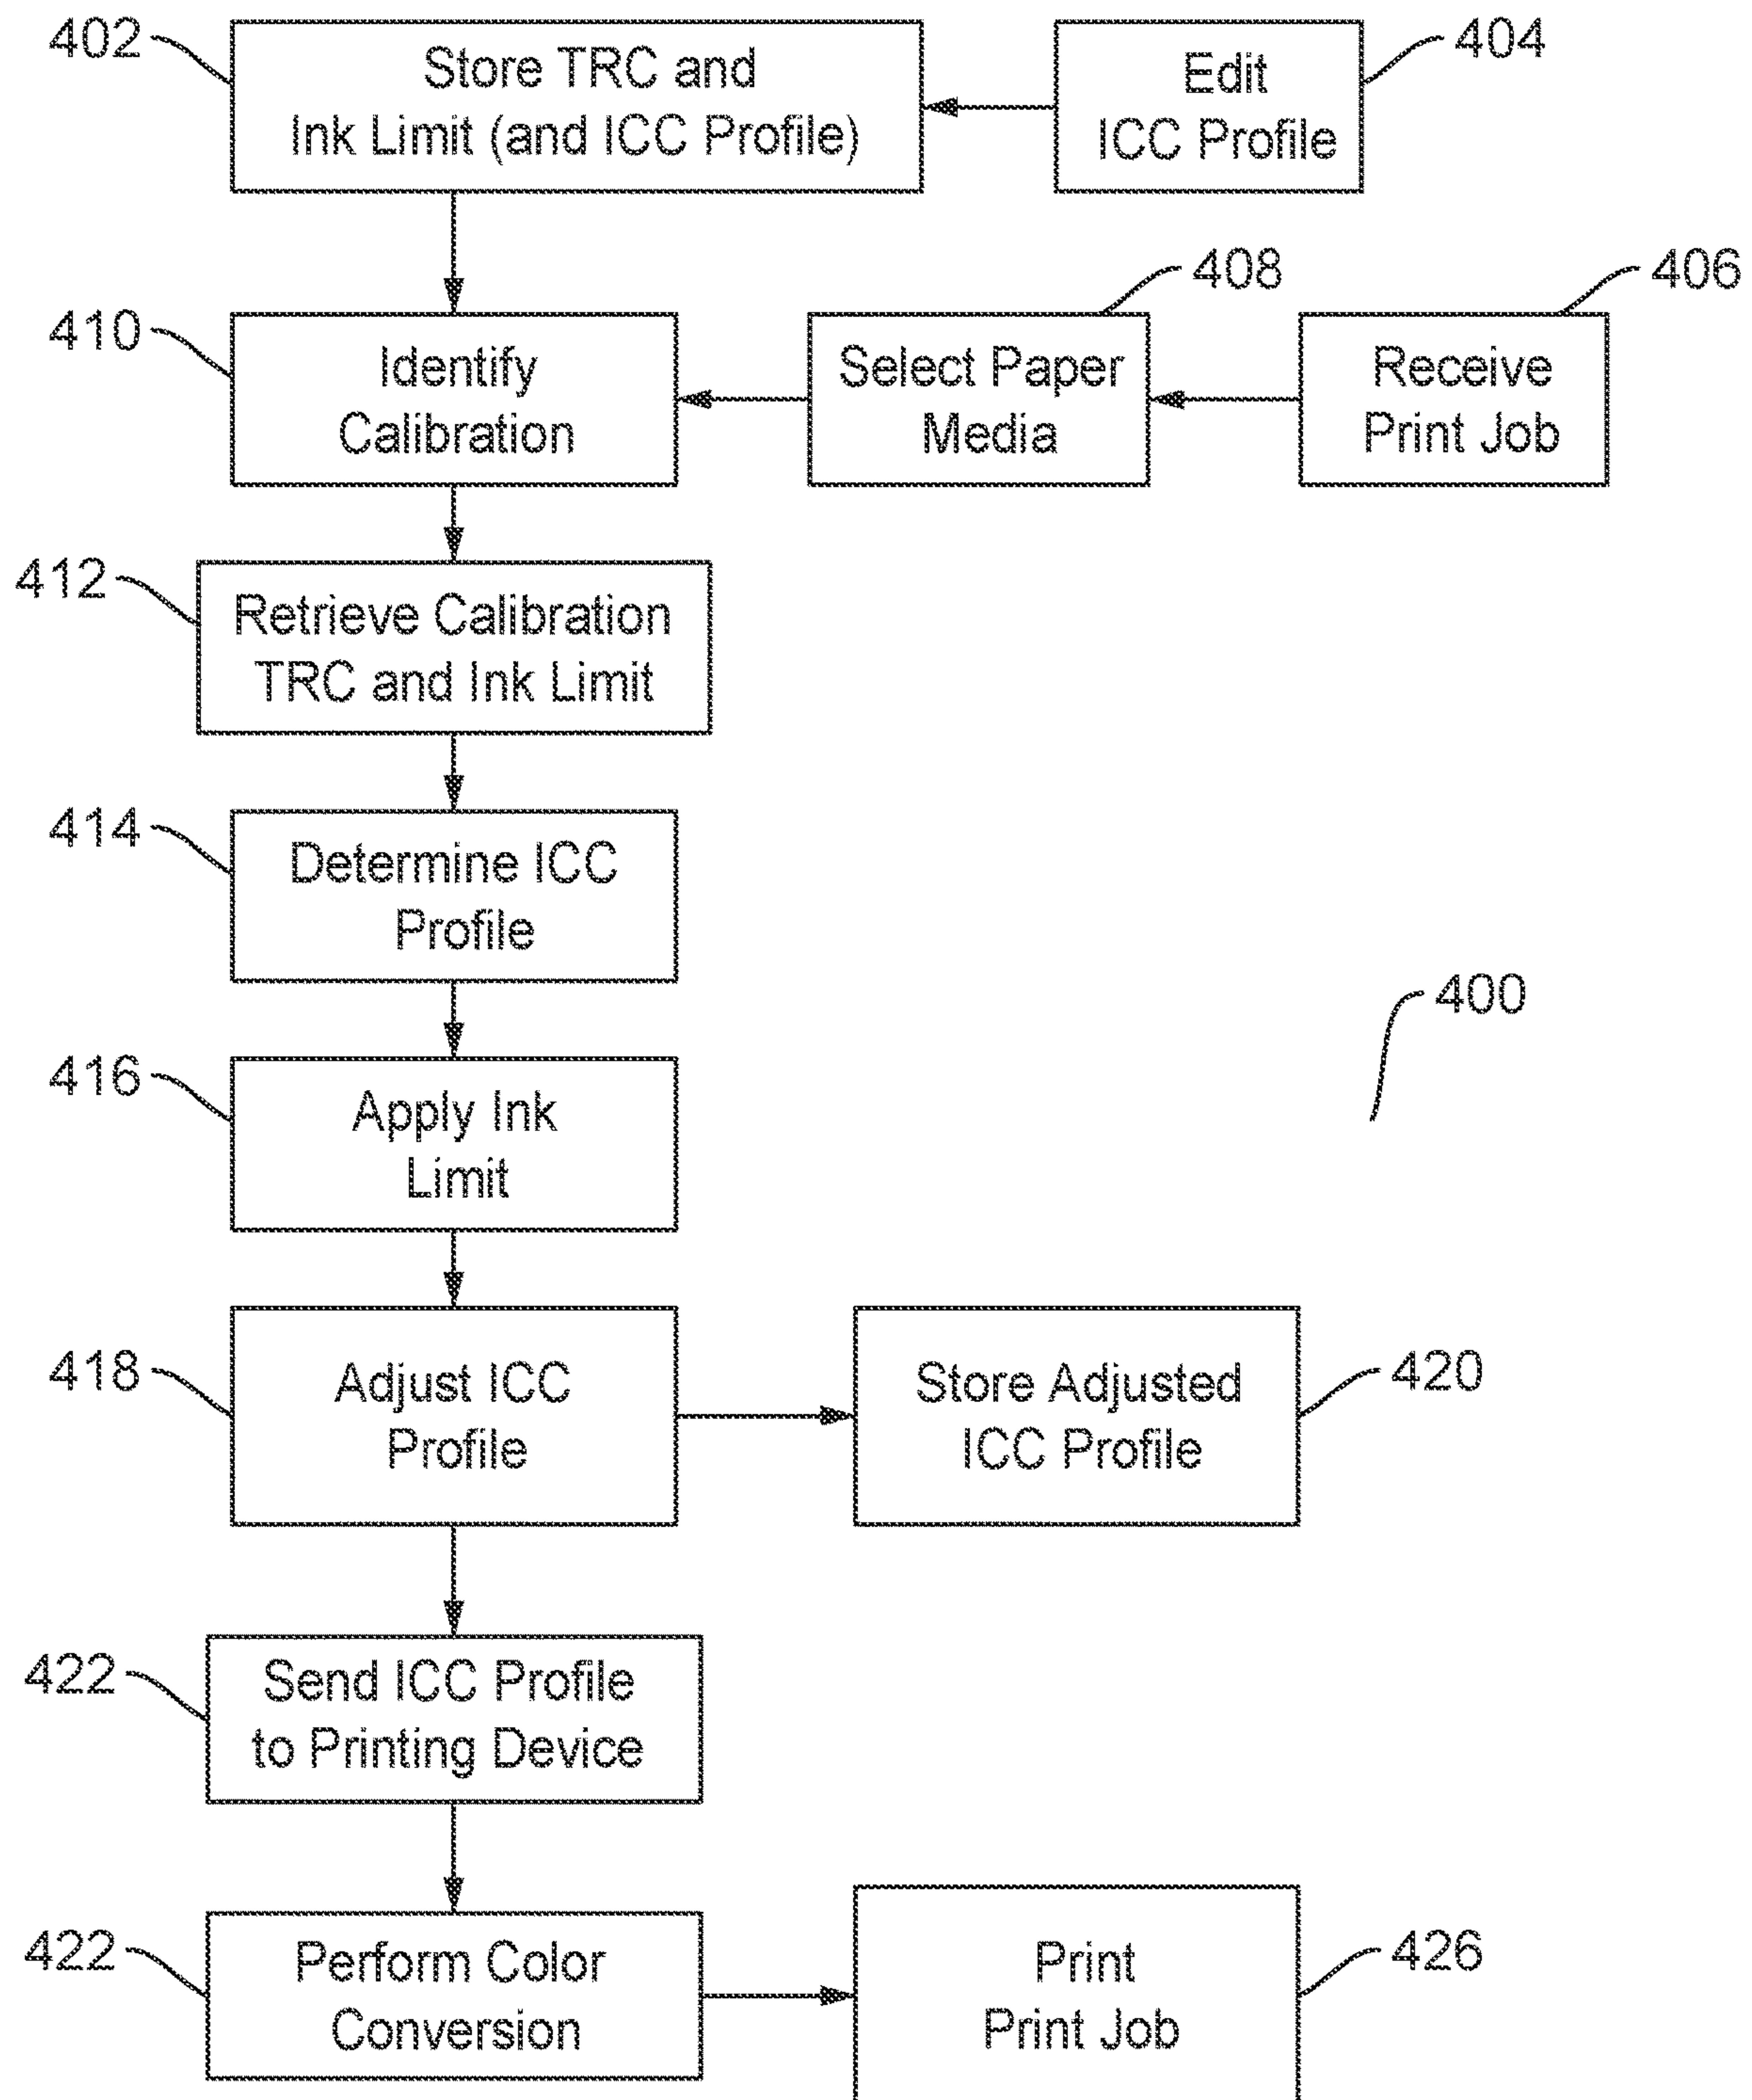 402
Store TRC and
Ink Limit (and ICC Profile)
Edit
ICC Profile
404
410
Identify
Calibration
408
Select Paper
Media
406
Receive
Print Job
412
Retrieve Calibration
TRC and Ink Limit
414
Determine ICC
Profile
400
416
Apply Ink
Limit
418
Adjust ICC
Profile
Store Adjusted
ICC Profile
420
422
Send ICC Profile
to Printing Device
422
Perform Color
Conversion
Print
Print Job
426